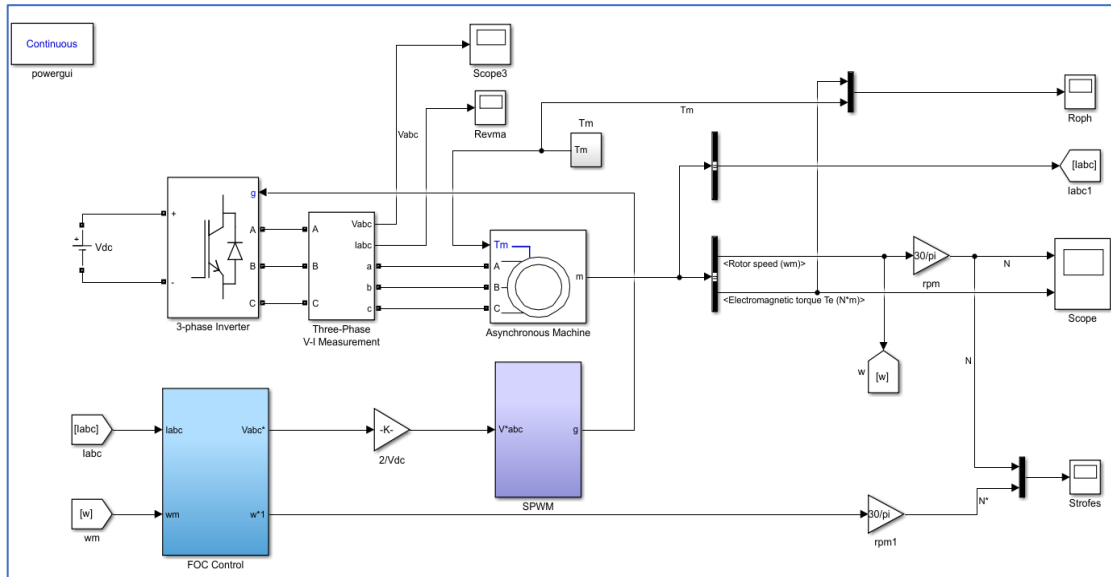 Continuous
powergui
Scope3
Revma
Vabc
Tm
Tm
Tm
Roph
[Iabc]
Iabc1
Vdc
+
+
-
g
A
B
C
3-phase Inverter
A
B
C
Vabc
Iabc
a
b
c
Three-Phase
V-I Measurement
Tm
A
B
C
m
Asynchronous Machine
<Rotor speed (wm)>
<Electromagnetic torque Te (N*m)>
30/pi
rpm
N
Scope
w
[w]
N
[Iabc]
Iabc
[w]
wm
Iabc
wm
Vabc*
w*1
FOC Control
-K-
2/Vdc
V*abc
g
SPWM
30/pi
rpm1
N*
Strofes